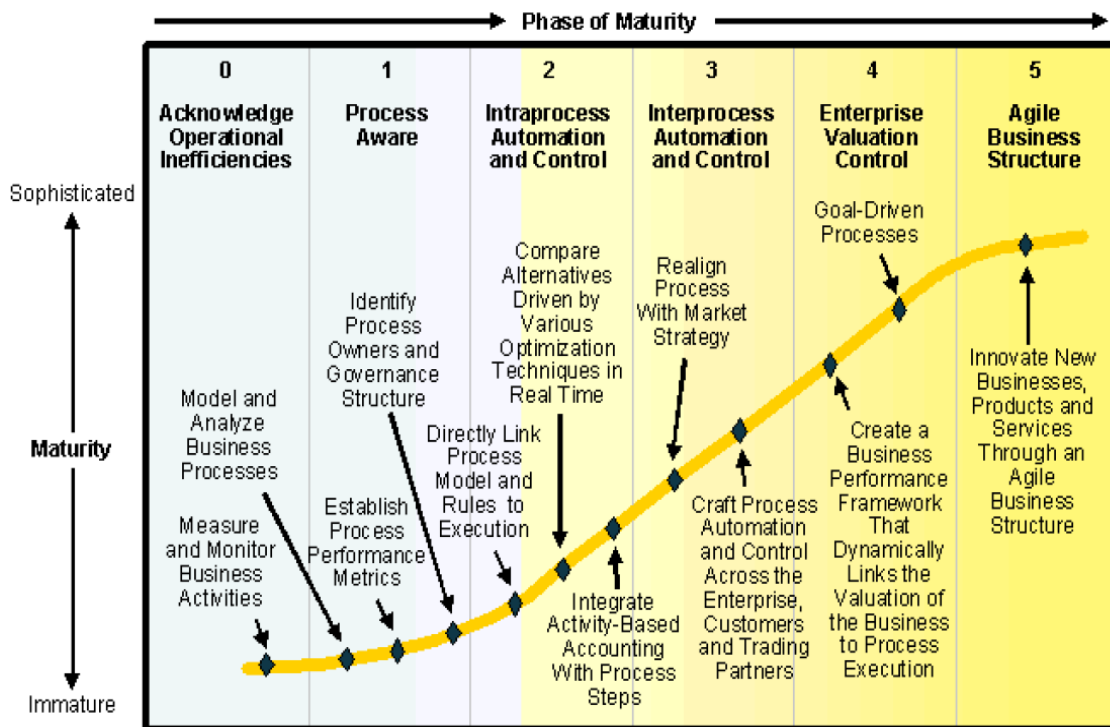 Phase of Maturity
0
Acknowledge
Operational
Inefficiencies
1
Process
Aware
2
Intraprocess
Automation
and Control
3
Interprocess
Automation
and Control
4
Enterprise
Valuation
Control
5
Agile
Business
Structure
Sophisticated
Maturity
Immature
Measure
and Monitor
Business
Activities
Model and
Analyze
Business
Processes
Establish
Process
Performance
Metrics
Identify
Process
Owners and
Governance
Structure
Directly Link
Process
Model and
Rules to
Execution
Compare
Alternatives
Driven by
Various
Optimization
Techniques in
Real Time
Integrate
Activity-Based
Accounting
With Process
Steps
Realign
Process
With Market
Strategy
Craft Process
Automation
and Control
Across the
Enterprise,
Customers
and Trading
Partners
Create a
Business
Performance
Framework
That
Dynamically
Links the
Valuation of
the Business
to Process
Execution
Goal-Driven
Processes
Innovate New
Businesses,
Products and
Services
Through an
Agile
Business
Structure